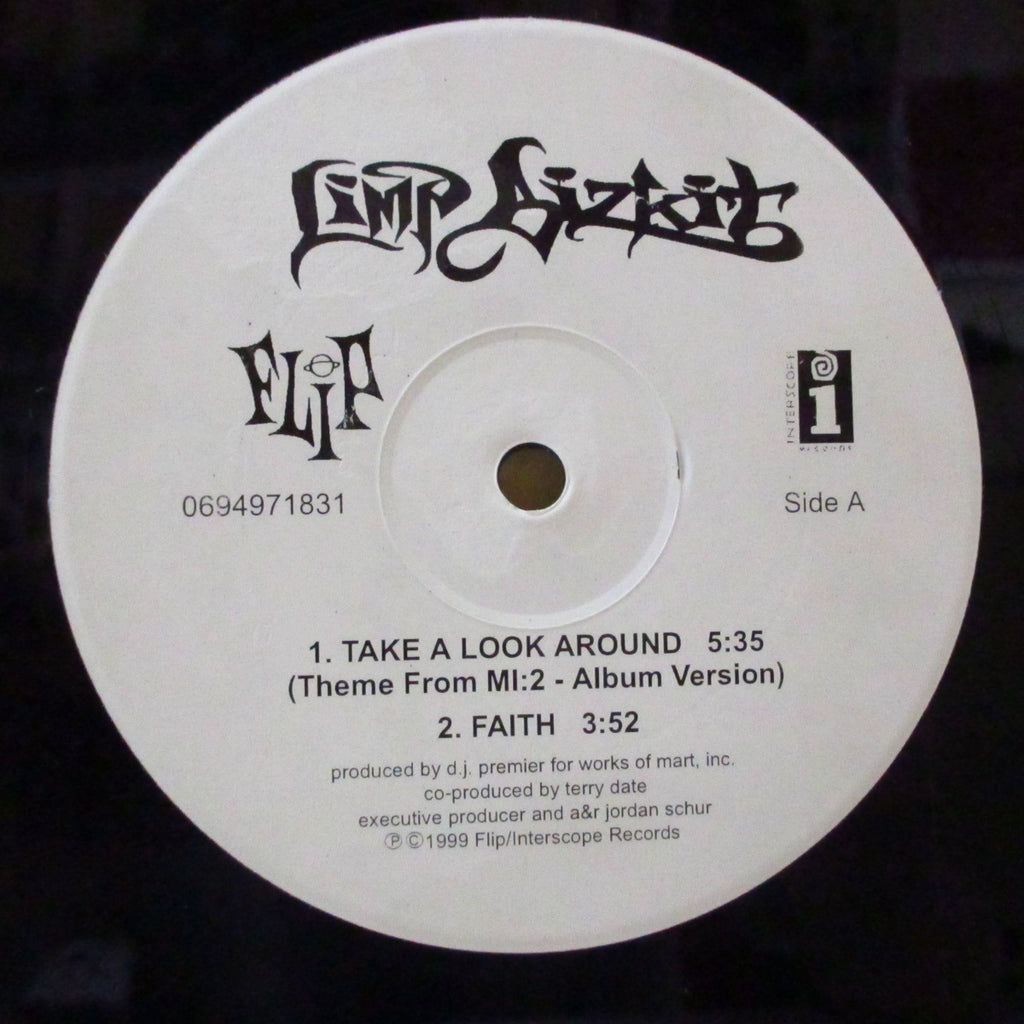 Limp Bizkit
FLIP
INTERSCOPE
RECORDS
0694971831
Side A
1. TAKE A LOOK AROUND 5:35
(Theme From MI:2 - Album Version)
2. FAITH 3:52
produced by d.j. premier for works of mart, inc.
co-produced by terry date
executive producer and a&r jordan schur
℗ ©1999 Flip/Interscope Records